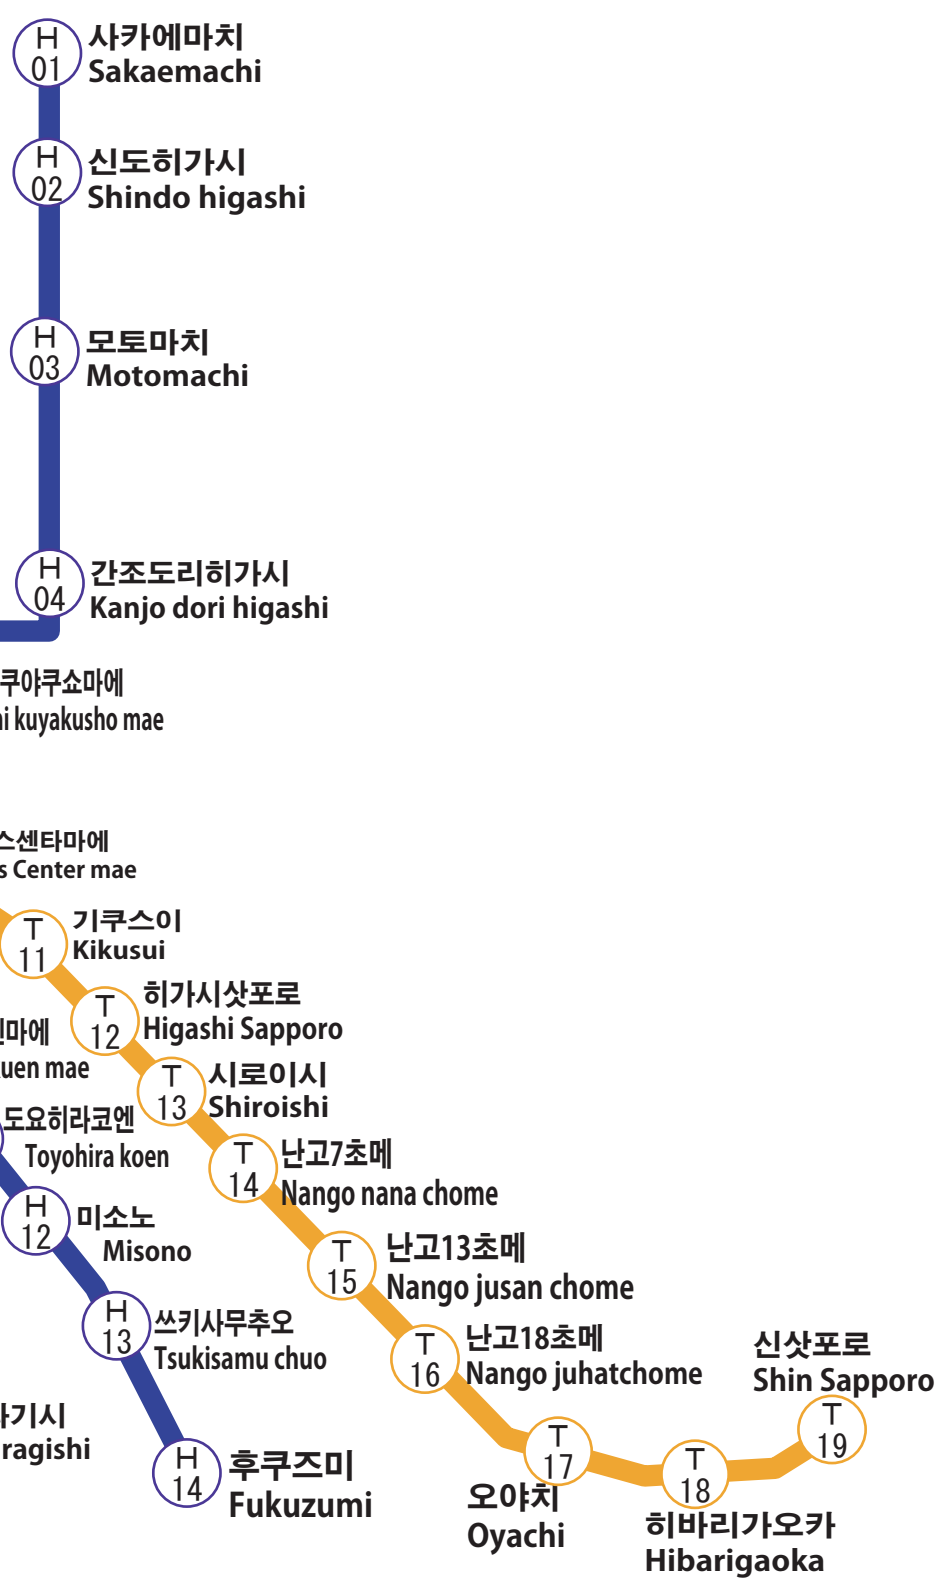 H
01
사카에마치
Sakaemachi
H
02
신도히가시
Shindo higashi
H
03
모토마치
Motomachi
H
04
간조도리히가시
Kanjo dori higashi
쿠야쿠쇼마에
kuyakusho mae
스센타마에
s Center mae
T
11
기쿠스이
Kikusui
T
12
히가시삿포로
Higashi Sapporo
마에
uen mae
T
13
시로이시
Shiroishi
도요히라코엔
Toyohira koen
T
14
난고7초메
Nango nana chome
H
12
미소노
Misono
T
15
난고13초메
Nango jusan chome
H
13
쓰키사무추오
Tsukisamu chuo
T
16
난고18초메
Nango juhatchome
신삿포로
Shin Sapporo
T
19
기시
ragishi
H
14
후쿠즈미
Fukuzumi
T
17
오야치
Oyachi
T
18
히바리가오카
Hibarigaoka